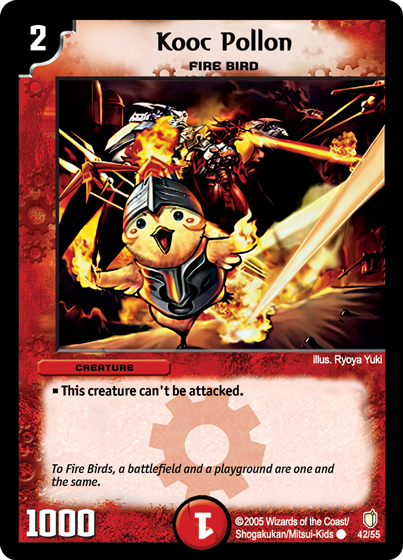 2
Kooc Pollon
FIRE BIRD
illus. Ryoya Yuki
CREATURE
▪ This creature can't be attacked.
To Fire Birds, a battlefield and a playground are one and
the same.
1000
1
©2005 Wizards of the Coast/
Shogakukan/Mitsui-Kids
42/55